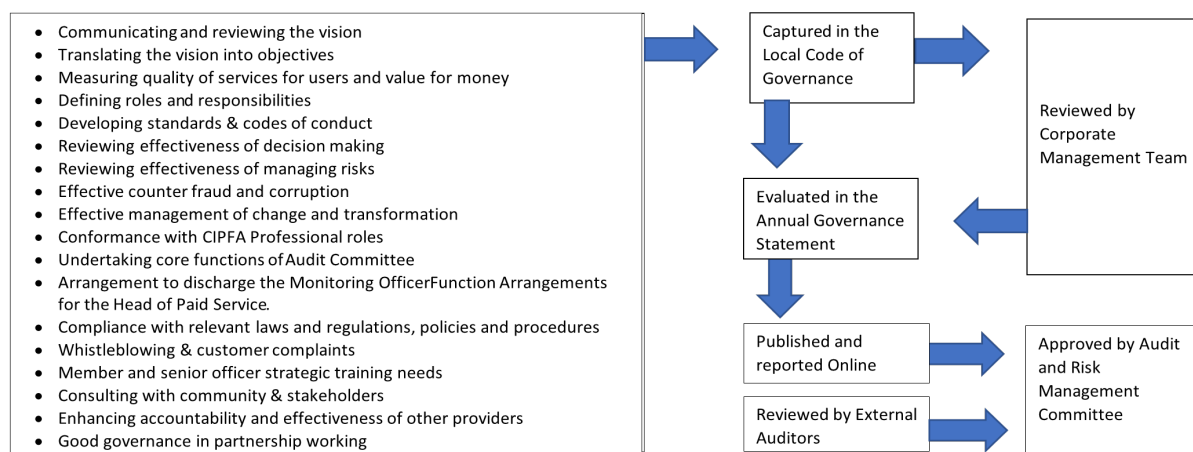 • Communicating and reviewing the vision
• Translating the vision into objectives
• Measuring quality of services for users and value for money
• Defining roles and responsibilities
• Developing standards & codes of conduct
• Reviewing effectiveness of decision making
• Reviewing effectiveness of managing risks
• Effective counter fraud and corruption
• Effective management of change and transformation
• Conformance with CIPFA Professional roles
• Undertaking core functions of Audit Committee
• Arrangement to discharge the Monitoring OfficerFunction Arrangements
for the Head of Paid Service.
• Compliance with relevant laws and regulations, policies and procedures
• Whistleblowing & customer complaints
• Member and senior officer strategic training needs
• Consulting with community & stakeholders
• Enhancing accountability and effectiveness of other providers
• Good governance in partnership working
Captured in the
Local Code of
Governance
Reviewed by
Corporate
Management Team
Evaluated in the
Annual Governance
Statement
Published and
reported Online
Approved by Audit
and Risk
Management
Committee
Reviewed by External
Auditors